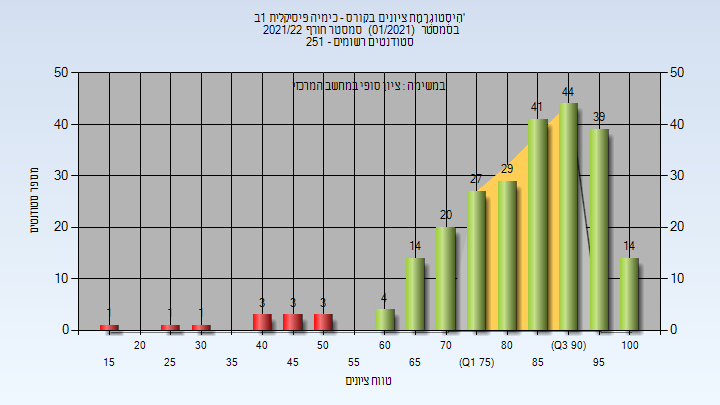 הִיסטוֹגְרָמַת ציונים בקורס - כימיה פיסיקלית 1ב'
בסמסטר (01/2021) סמסטר חורף 2021/22
סטודנטים רשומים - 251
במשימה : ציון סופי במחשב המרכזי
מספר סטודנטים
50 50
40 40
30 30
20 20
10 10
0 0
1 1 1 3 3 3 4 14 20 27 29 41 44 39 14
20 30 40 50 60 70 80 (Q3 90) 100
15 25 35 45 55 65 (Q1 75) 85 95
טווח ציונים